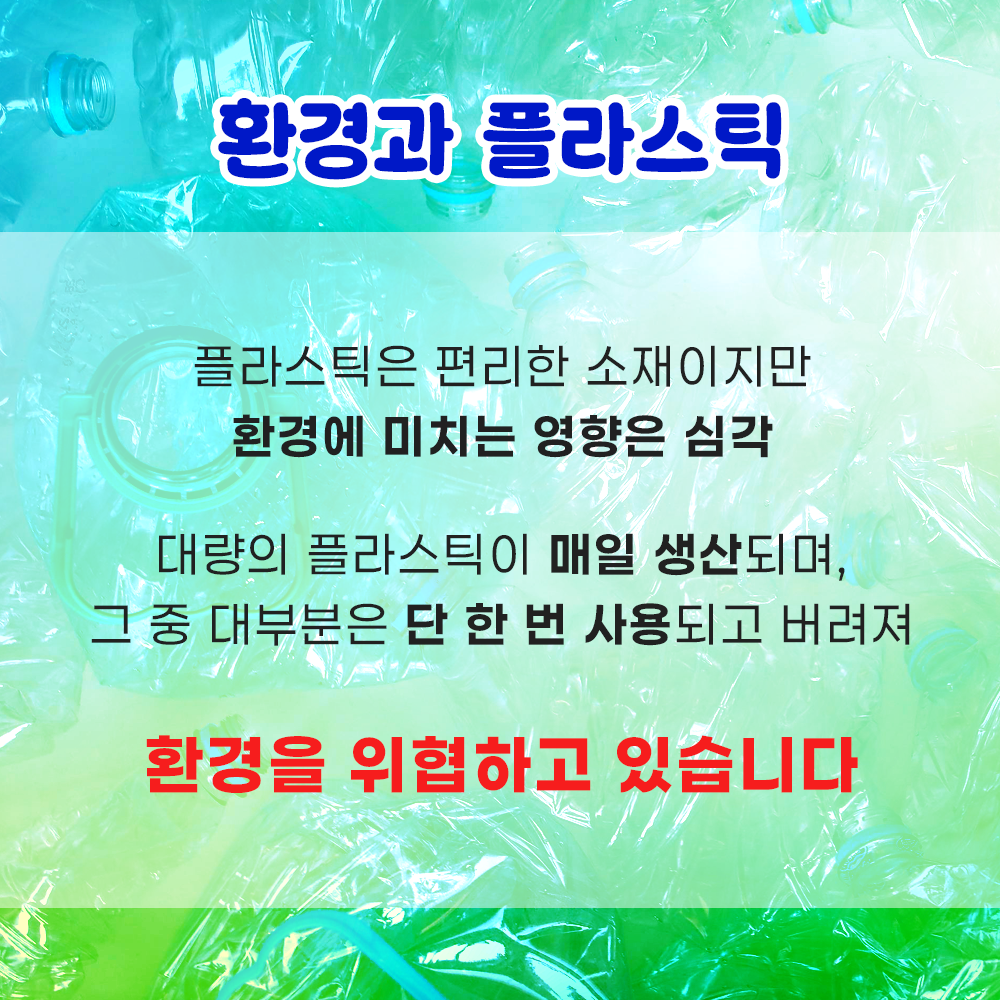 환경과 플라스틱
플라스틱은 편리한 소재이지만
환경에 미치는 영향은 심각
대량의 플라스틱이 매일 생산되며,
그 중 대부분은 단 한 번 사용되고 버려져
환경을 위협하고 있습니다